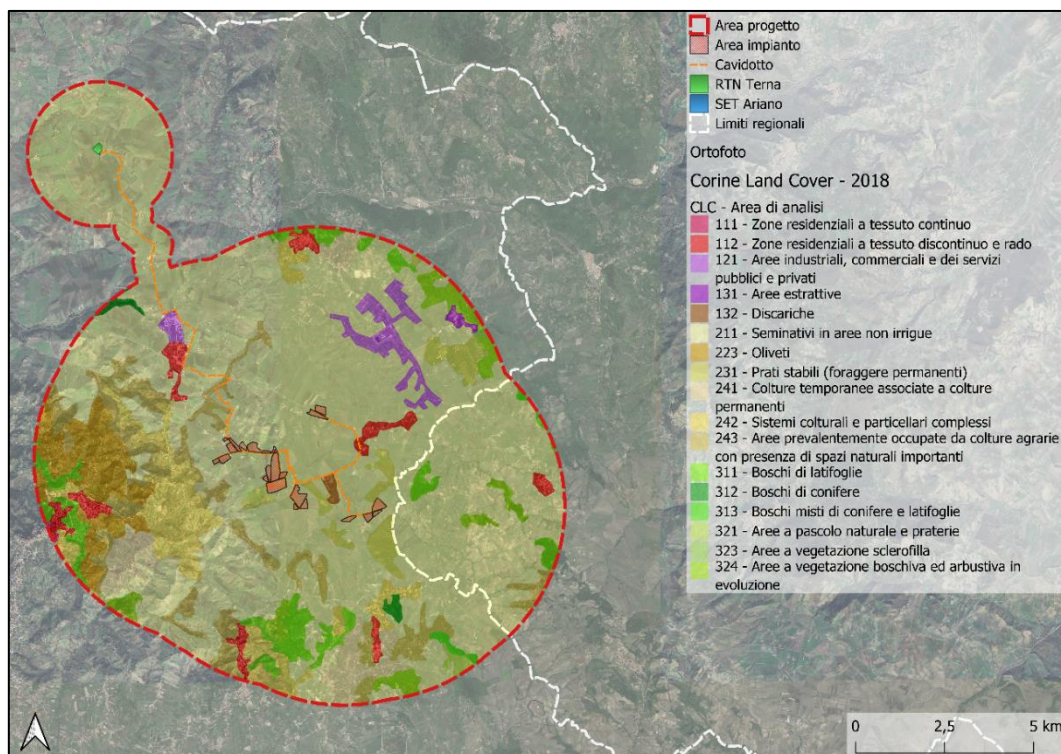 Area progetto
Area impianto
Cavidotto
RTN Terna
SET Ariano
Limiti regionali
Ortofoto
Corine Land Cover - 2018
CLC - Area di analisi
111 - Zone residenziali a tessuto continuo
112 - Zone residenziali a tessuto discontinuo e rado
121 - Aree industriali, commerciali e dei servizi
pubblici e privati
131 - Aree estrattive
132 - Discariche
211 - Seminativi in aree non irrigue
223 - Oliveti
231 - Prati stabili (foraggere permanenti)
241 - Colture temporanee associate a colture
permanenti
242 - Sistemi colturali e particellari complessi
243 - Aree prevalentemente occupate da colture agrarie
con presenza di spazi naturali importanti
311 - Boschi di latifoglie
312 - Boschi di conifere
313 - Boschi misti di conifere e latifoglie
321 - Aree a pascolo naturale e praterie
323 - Aree a vegetazione sclerofilla
324 - Aree a vegetazione boschiva ed arbustiva in
evoluzione
0 2,5 5 km